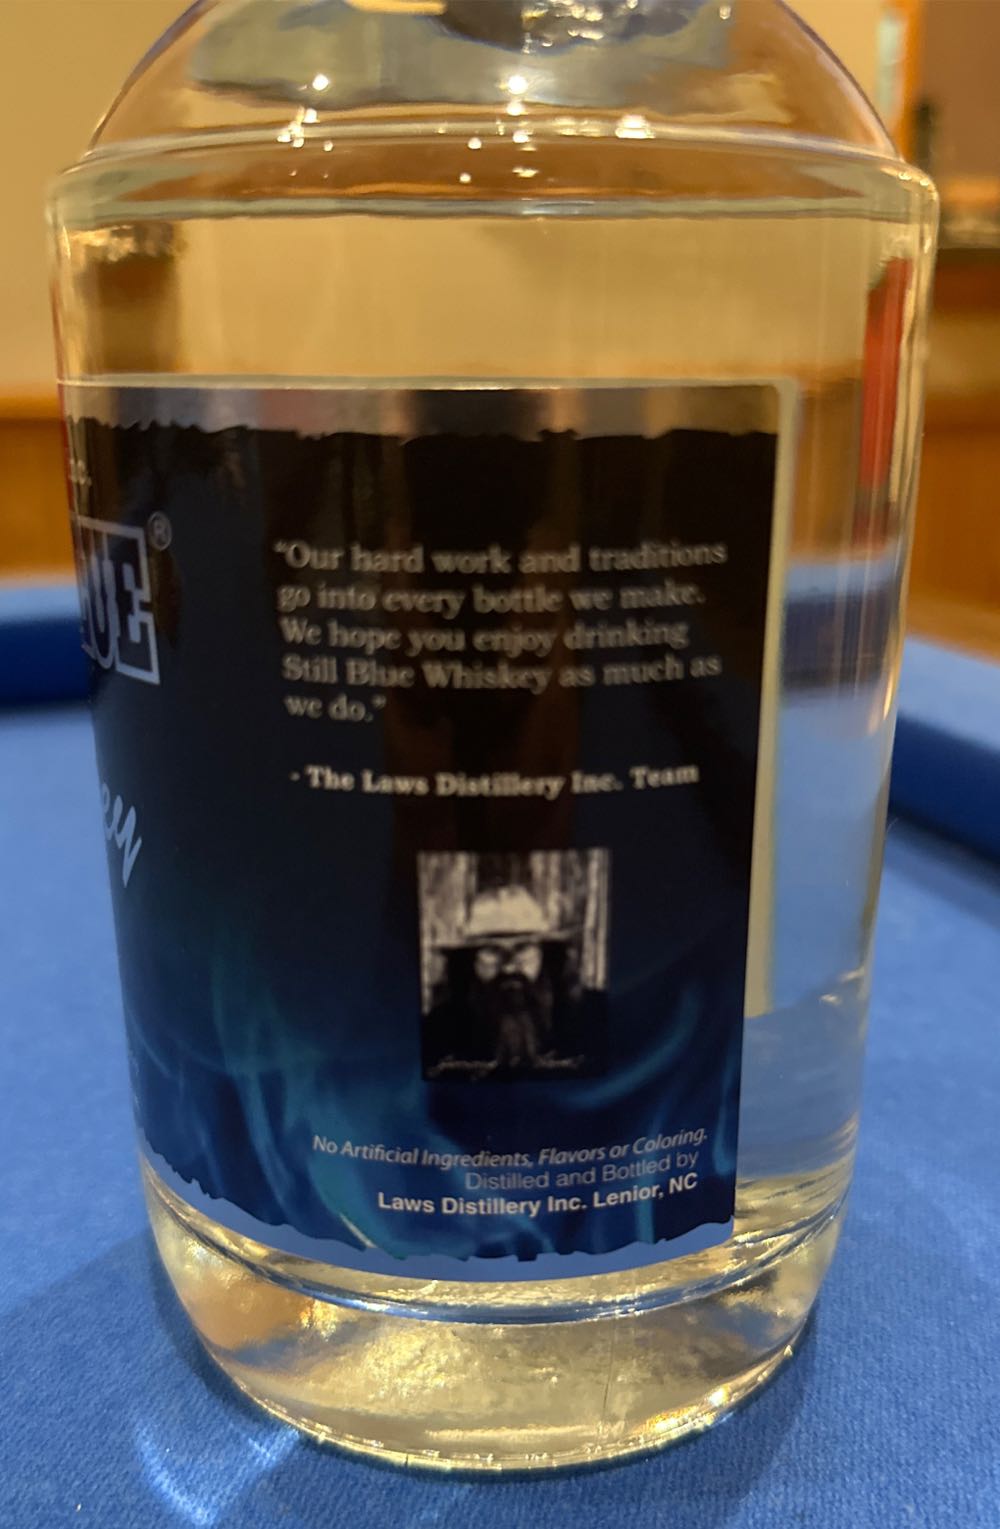 ®
UE
ey
“Our hard work and traditions
go into every bottle we make.
We hope you enjoy drinking
Still Blue Whiskey as much as
we do.”
- The Laws Distillery Inc. Team
No Artificial Ingredients, Flavors or Coloring.
Distilled and Bottled by
Laws Distillery Inc. Lenior, NC